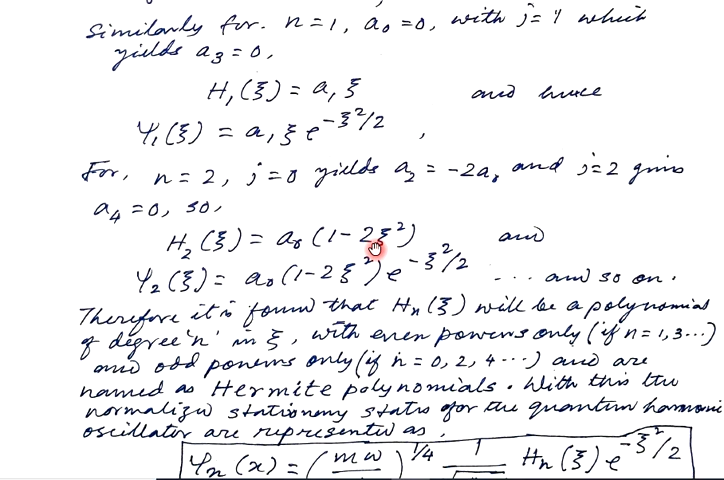 Similarly for. n = 1, a₀ = 0, with j = 1 which
yields a₃ = 0,
H₁(ξ) = a₁ξ and hence
Ψ₁(ξ) = a₁ξ e^{-ξ²/2},
For, n = 2, j = 0 yields a₂ = -2a₀ and j = 2 gives
a₄ = 0, so,
H₂(ξ) = a₀(1-2ξ²) and
Ψ₂(ξ) = a₀(1-2ξ²)e^{-ξ²/2} ... and so on.
Therefore it is found that Hₙ(ξ) will be a polynomial
of degree 'n' in ξ, with even powers only (if n = 1,3...)
and odd powers only (if n = 0, 2, 4 ...) and are
named as Hermite polynomials. With this the
normalized stationary states for the quantum harmonic
oscillator are represented as,
Ψₙ(x) = (mω)^{1/4} 1 Hₙ(ξ) e^{-ξ²/2}